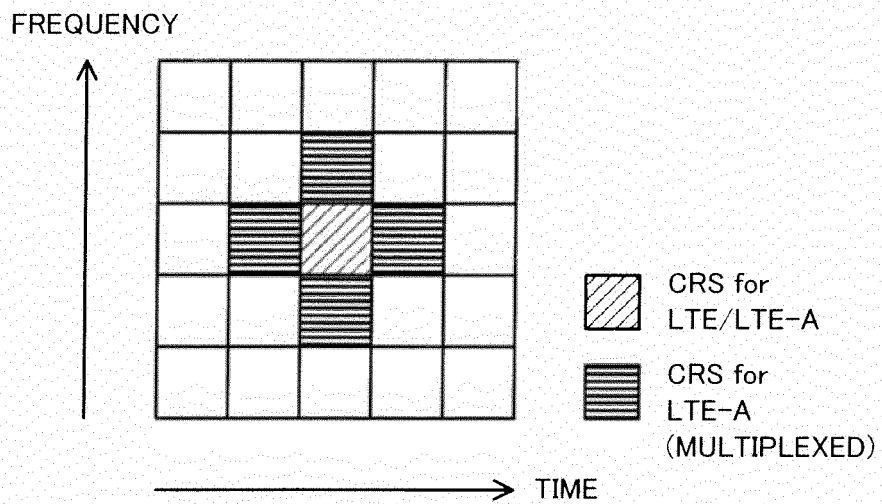 FREQUENCY
CRS for
LTE/LTE-A
CRS for
LTE-A
(MULTIPLEXED)
TIME